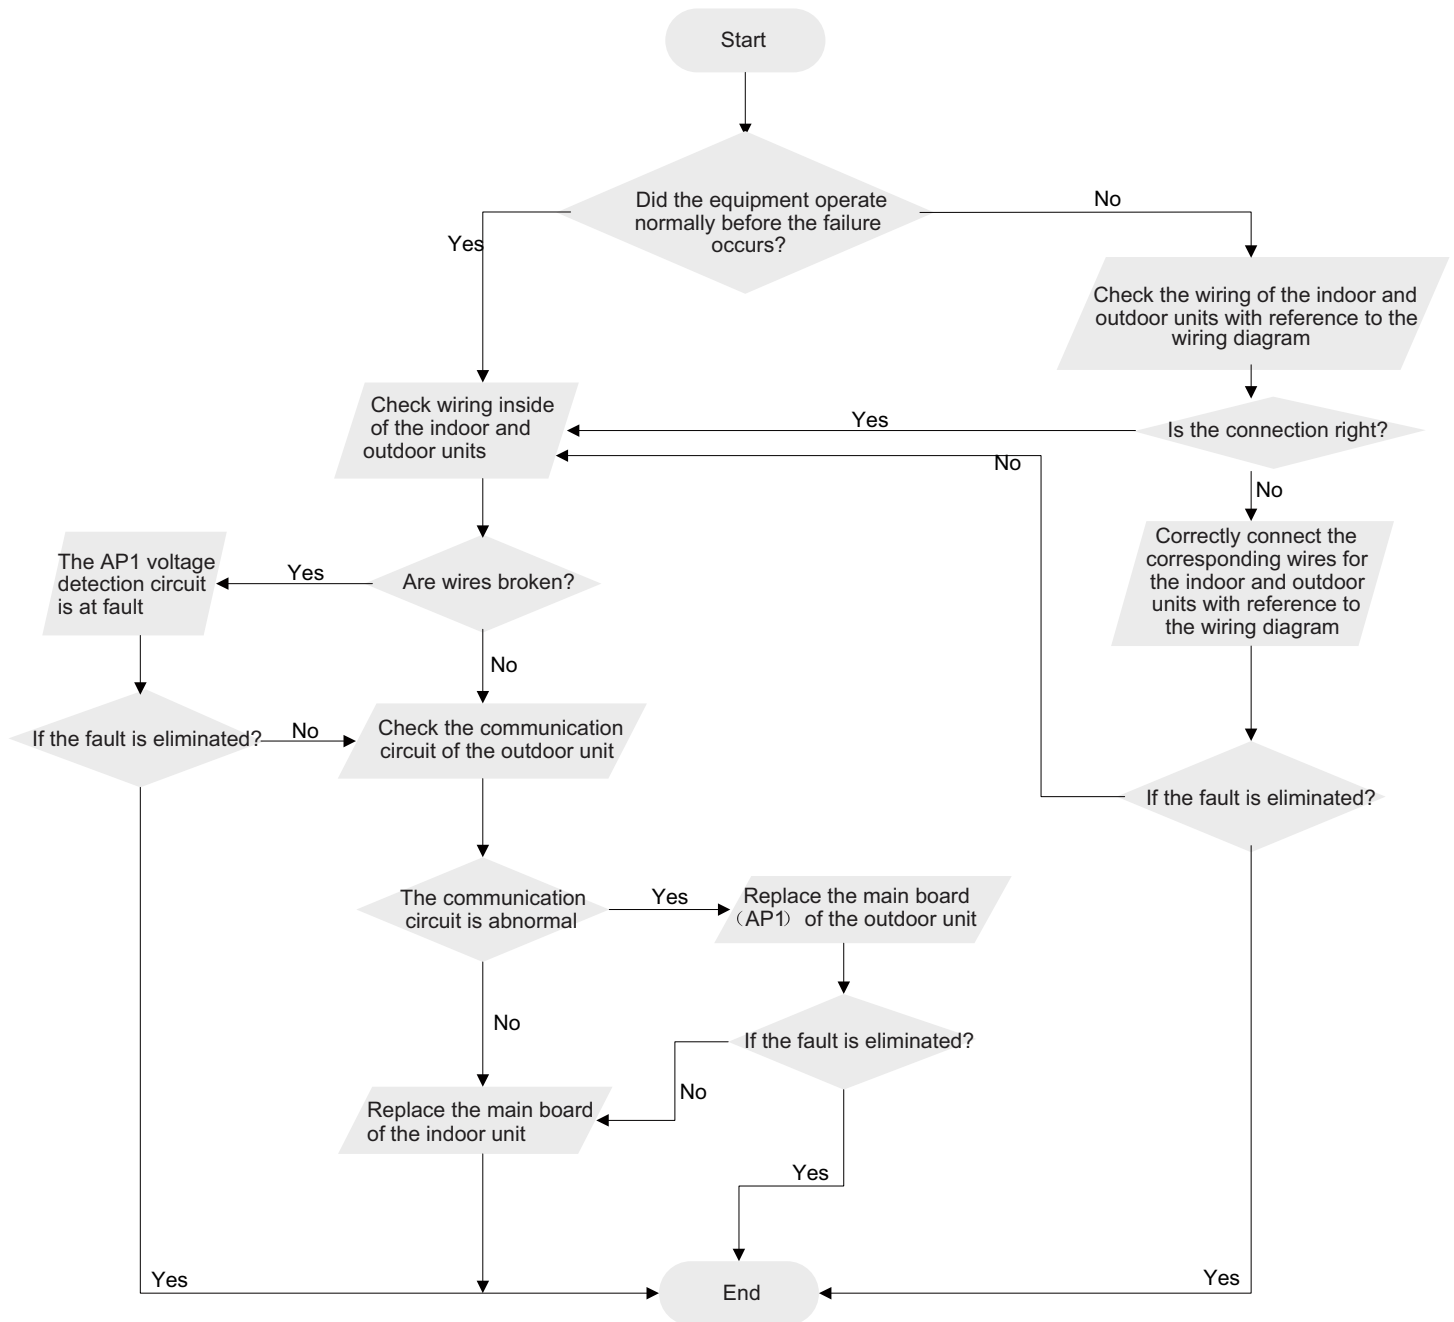 Start
Did the equipment operate
normally before the failure
occurs?
Yes
No
Check the wiring of the indoor and
outdoor units with reference to the
wiring diagram
Check wiring inside
of the indoor and
outdoor units
Yes
Is the connection right?
No
No
Correctly connect the
corresponding wires for
the indoor and outdoor
units with reference to
the wiring diagram
The AP1 voltage
detection circuit
is at fault
Yes
Are wires broken?
No
If the fault is eliminated?
No
Check the communication
circuit of the outdoor unit
If the fault is eliminated?
The communication
circuit is abnormal
Yes
Replace the main board
（AP1） of the outdoor unit
No
If the fault is eliminated?
No
Replace the main board
of the indoor unit
Yes
Yes
End
Yes